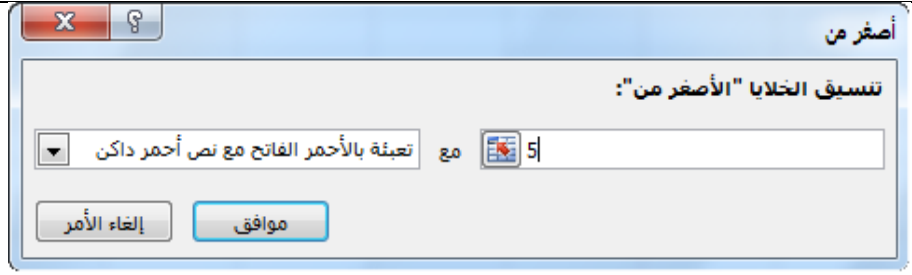 أصغر من
تنسيق الخلايا "الأصغر من":
5 مع تعبئة بالأحمر الفاتح مع نص أحمر داكن
موافق إلغاء الأمر